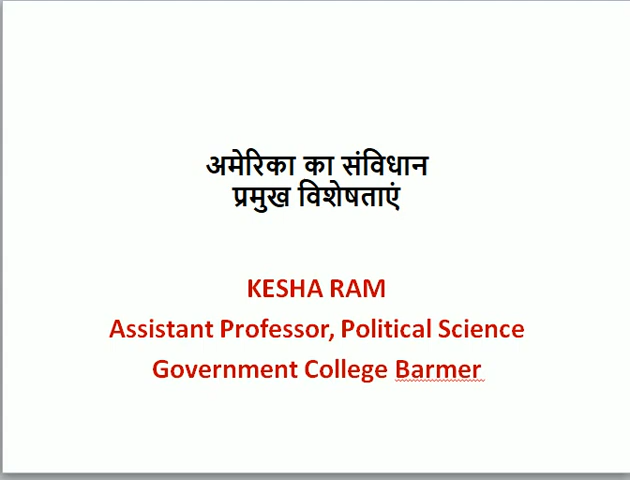 अमेरिका का संविधान
प्रमुख विशेषताएं
KESHA RAM
Assistant Professor, Political Science
Government College Barmer